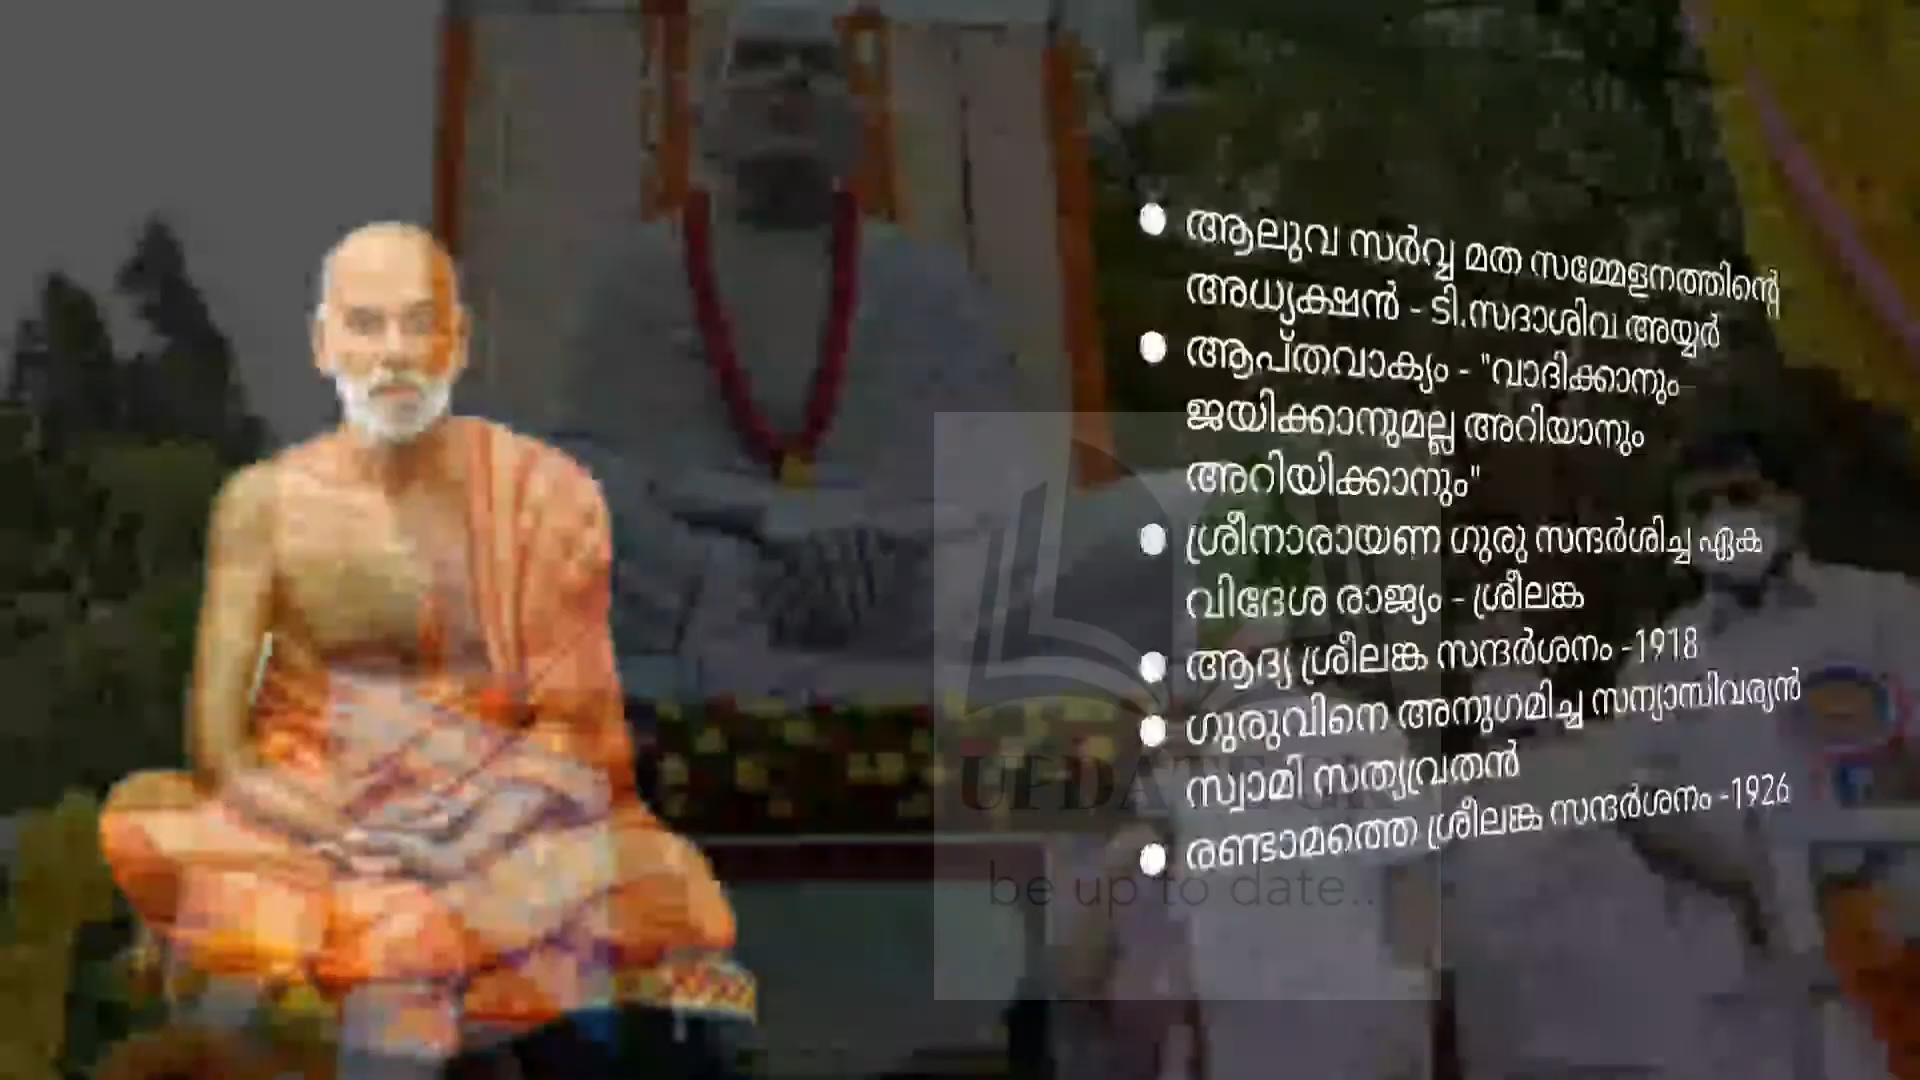 ആലുവ സർവ്വ മത സമ്മേളനത്തിന്റെ
അധ്യക്ഷൻ - ടി.സദാശിവ അയ്യർ
ആപ്തവാക്യം - "വാദിക്കാനും
ജയിക്കാനുമല്ല അറിയാനും
അറിയിക്കാനും"
ശ്രീനാരായണ ഗുരു സന്ദർശിച്ച ഏക
വിദേശ രാജ്യം - ശ്രീലങ്ക
ആദ്യ ശ്രീലങ്ക സന്ദർശനം -1918
ഗുരുവിനെ അനുഗമിച്ച സന്യാസിവര്യൻ
സ്വാമി സത്യവ്രതൻ
രണ്ടാമത്തെ ശ്രീലങ്ക സന്ദർശനം -1926
be up to date..